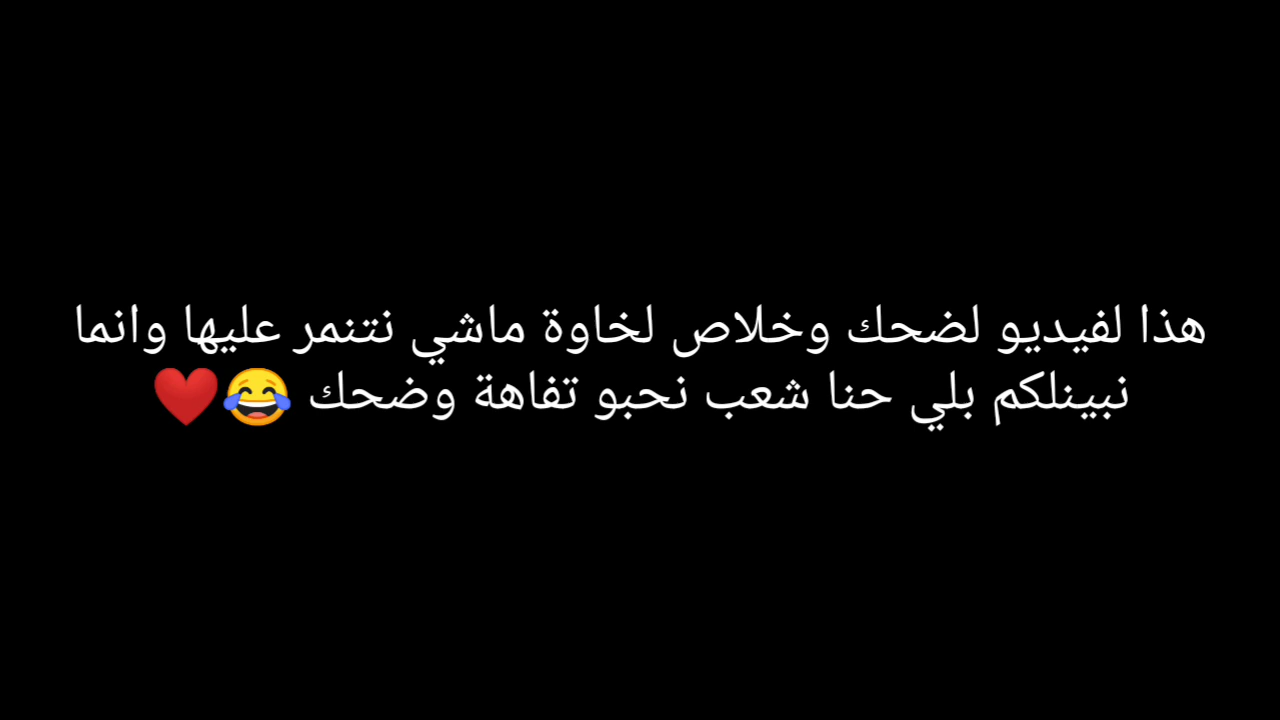 هذا لفيديو لضحك وخلاص لخاوة ماشي نتنمر عليها وانما
نبينلكم بلي حنا شعب نحبو تفاهة وضحك 😂❤️